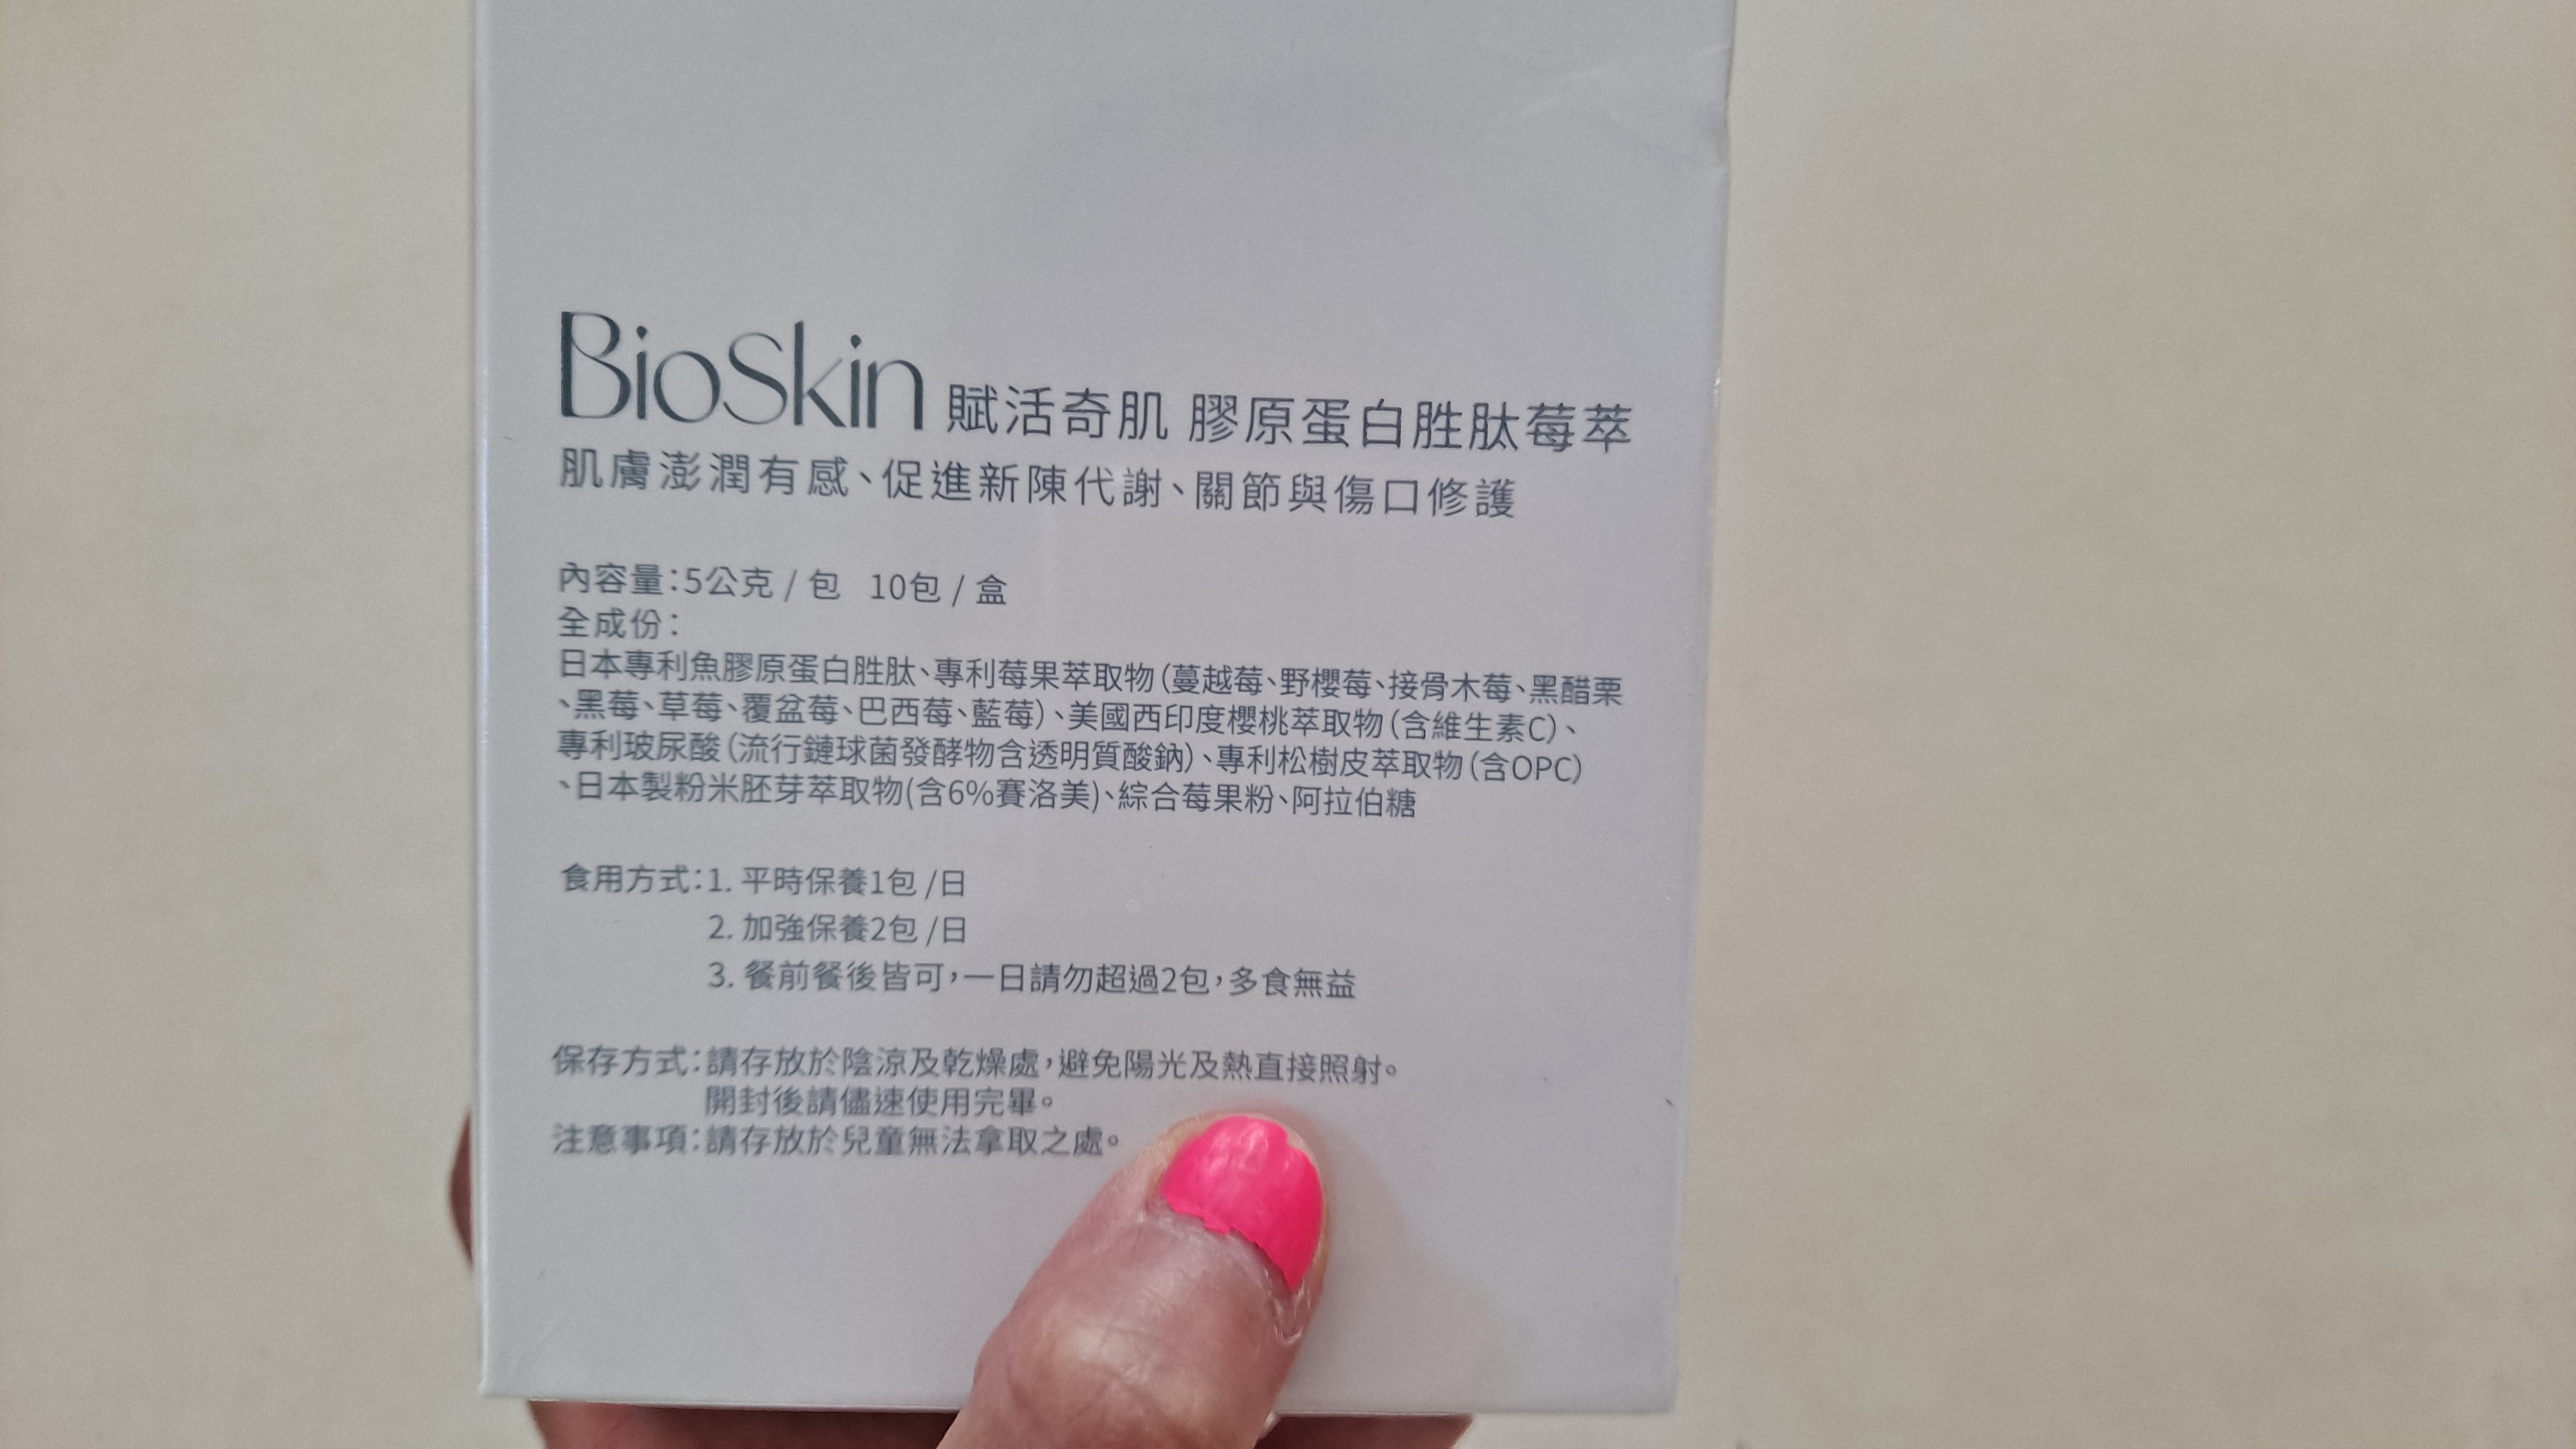 BioSkin 賦活奇肌 膠原蛋白胜肽莓萃
肌膚澎潤有感、促進新陳代謝、關節與傷口修護
內容量：5公克 / 包 10包 / 盒
全成份：
日本專利魚膠原蛋白胜肽、專利莓果萃取物（蔓越莓、野櫻莓、接骨木莓、黑醋栗
、黑莓、草莓、覆盆莓、巴西莓、藍莓）、美國西印度櫻桃萃取物（含維生素C）、
專利玻尿酸（流行鏈球菌發酵物含透明質酸鈉）、專利松樹皮萃取物（含OPC）
、日本製粉米胚芽萃取物(含6%賽洛美)、綜合莓果粉、阿拉伯糖
食用方式：1. 平時保養1包 /日
2. 加強保養2包 /日
3. 餐前餐後皆可，一日請勿超過2包，多食無益
保存方式：請存放於陰涼及乾燥處，避免陽光及熱直接照射。
開封後請儘速使用完畢。
注意事項：請存放於兒童無法拿取之處。